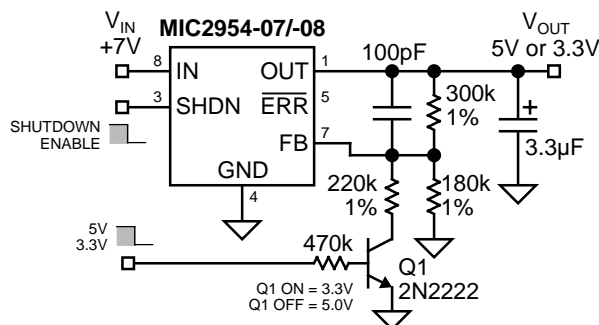 MIC2954-07/-08
VIN
+7V
VOUT
5V or 3.3V
100pF
8
IN
OUT
1
3
SHDN
ERR
5
300k
1%
FB
7
3.3µF
SHUTDOWN
ENABLE
GND
4
220k
1%
180k
1%
5V
3.3V
470k
Q1
2N2222
Q1 ON = 3.3V
Q1 OFF = 5.0V
+